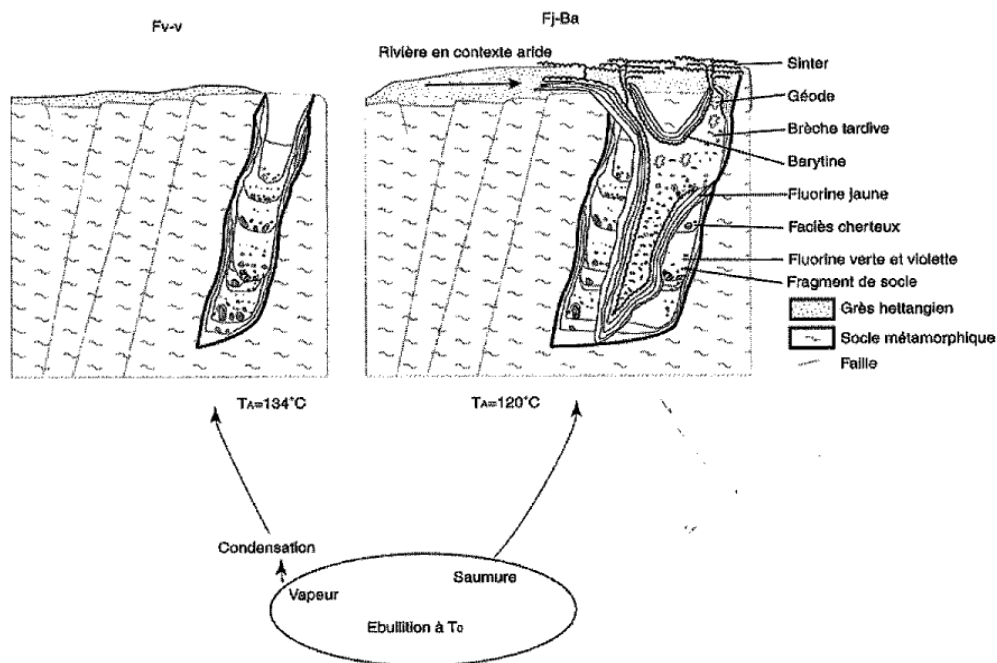 Fv-v
Fj-Ba
Rivière en contexte aride
Sinter
Géode
Brèche tardive
Barytine
Fluorine jaune
Faciès cherteux
Fluorine verte et violette
Fragment de socle
Grès hettangien
Socle métamorphique
Faille
TA=134°C
TA=120°C
Condensation
Vapeur
Saumure
Ebullition à T0